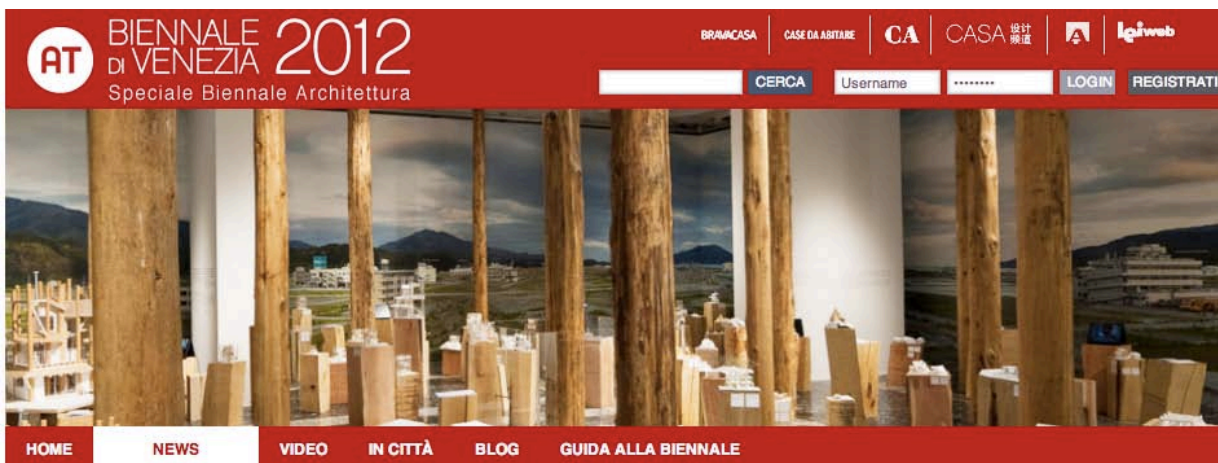 AT
BIENNALE
DI VENEZIA 2012
Speciale Biennale Architettura
BRAVACASA CASE DA ABITARE CA CASA 设计频道 A leiweb
CERCA Username •••••••• LOGIN REGISTRATI
HOME NEWS VIDEO IN CITTÀ BLOG GUIDA ALLA BIENNALE